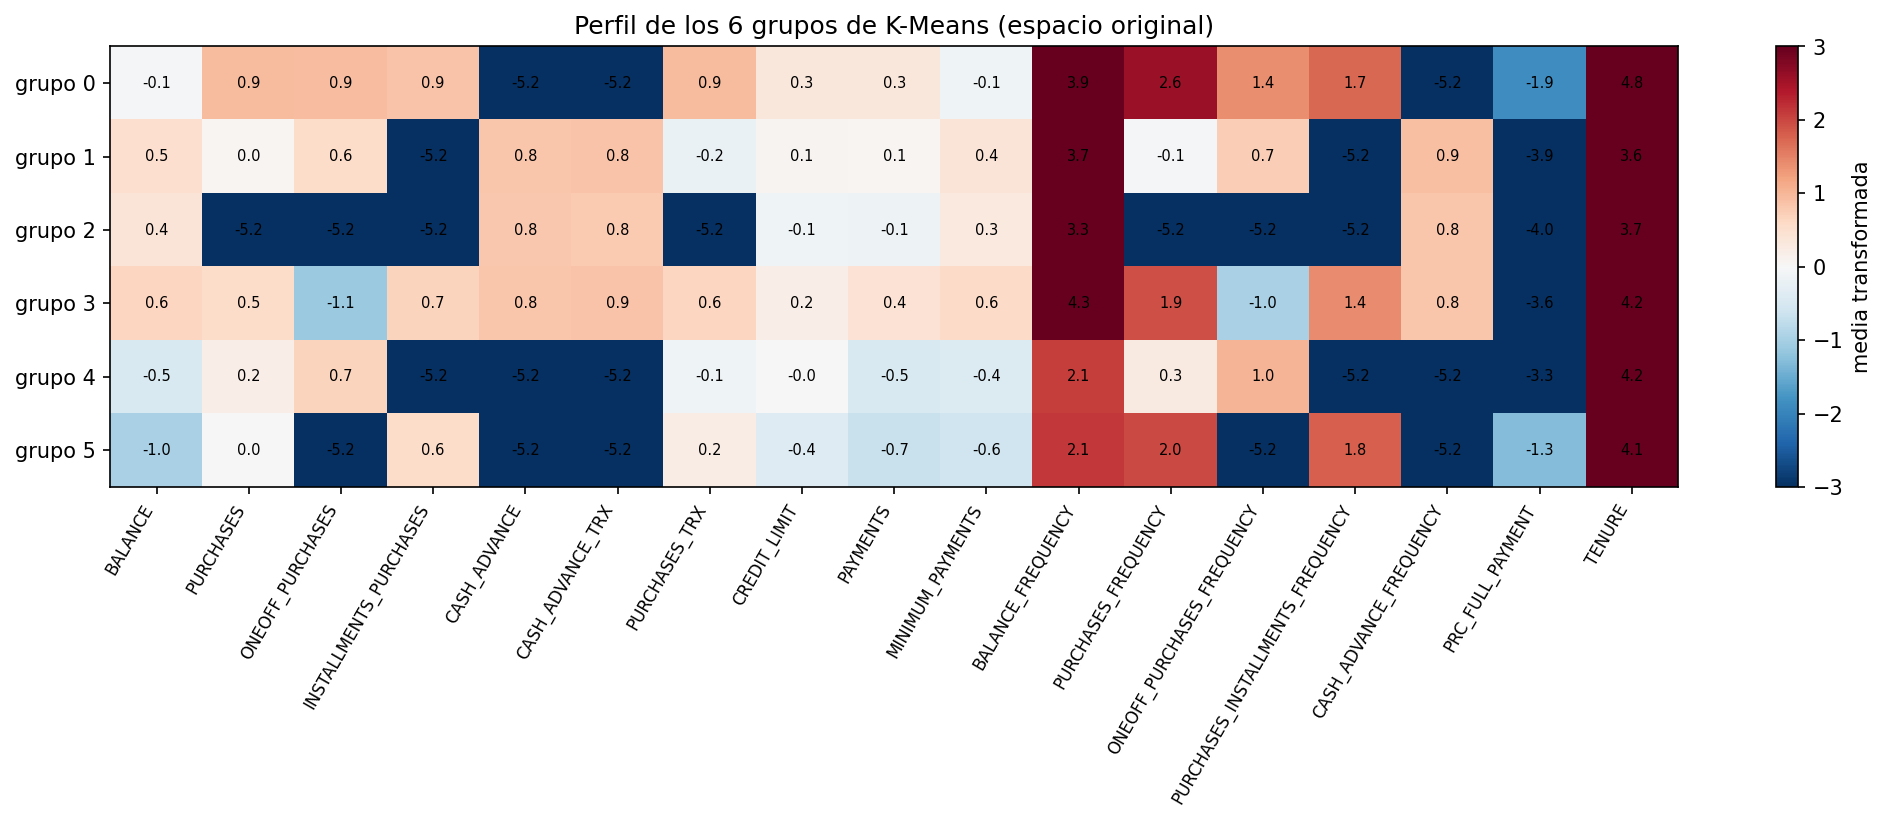 Perfil de los 6 grupos de K-Means (espacio original)
grupo 0 -0.1 0.9 0.9 0.9 -5.2 -5.2 0.9 0.3 0.3 -0.1 3.9 2.6 1.4 1.7 -5.2 -1.9 4.8
grupo 1 0.5 0.0 0.6 -5.2 0.8 0.8 -0.2 0.1 0.1 0.4 3.7 -0.1 0.7 -5.2 0.9 -3.9 3.6
grupo 2 0.4 -5.2 -5.2 -5.2 0.8 0.8 -5.2 -0.1 -0.1 0.3 3.3 -5.2 -5.2 -5.2 0.8 -4.0 3.7
grupo 3 0.6 0.5 -1.1 0.7 0.8 0.9 0.6 0.2 0.4 0.6 4.3 1.9 -1.0 1.4 0.8 -3.6 4.2
grupo 4 -0.5 0.2 0.7 -5.2 -5.2 -5.2 -0.1 -0.0 -0.5 -0.4 2.1 0.3 1.0 -5.2 -5.2 -3.3 4.2
grupo 5 -1.0 0.0 -5.2 0.6 -5.2 -5.2 0.2 -0.4 -0.7 -0.6 2.1 2.0 -5.2 1.8 -5.2 -1.3 4.1
BALANCE
PURCHASES
ONEOFF_PURCHASES
INSTALLMENTS_PURCHASES
CASH_ADVANCE
CASH_ADVANCE_TRX
PURCHASES_TRX
CREDIT_LIMIT
PAYMENTS
MINIMUM_PAYMENTS
BALANCE_FREQUENCY
PURCHASES_FREQUENCY
ONEOFF_PURCHASES_FREQUENCY
PURCHASES_INSTALLMENTS_FREQUENCY
CASH_ADVANCE_FREQUENCY
PRC_FULL_PAYMENT
TENURE
3
2
1
0
−1
−2
−3
media transformada